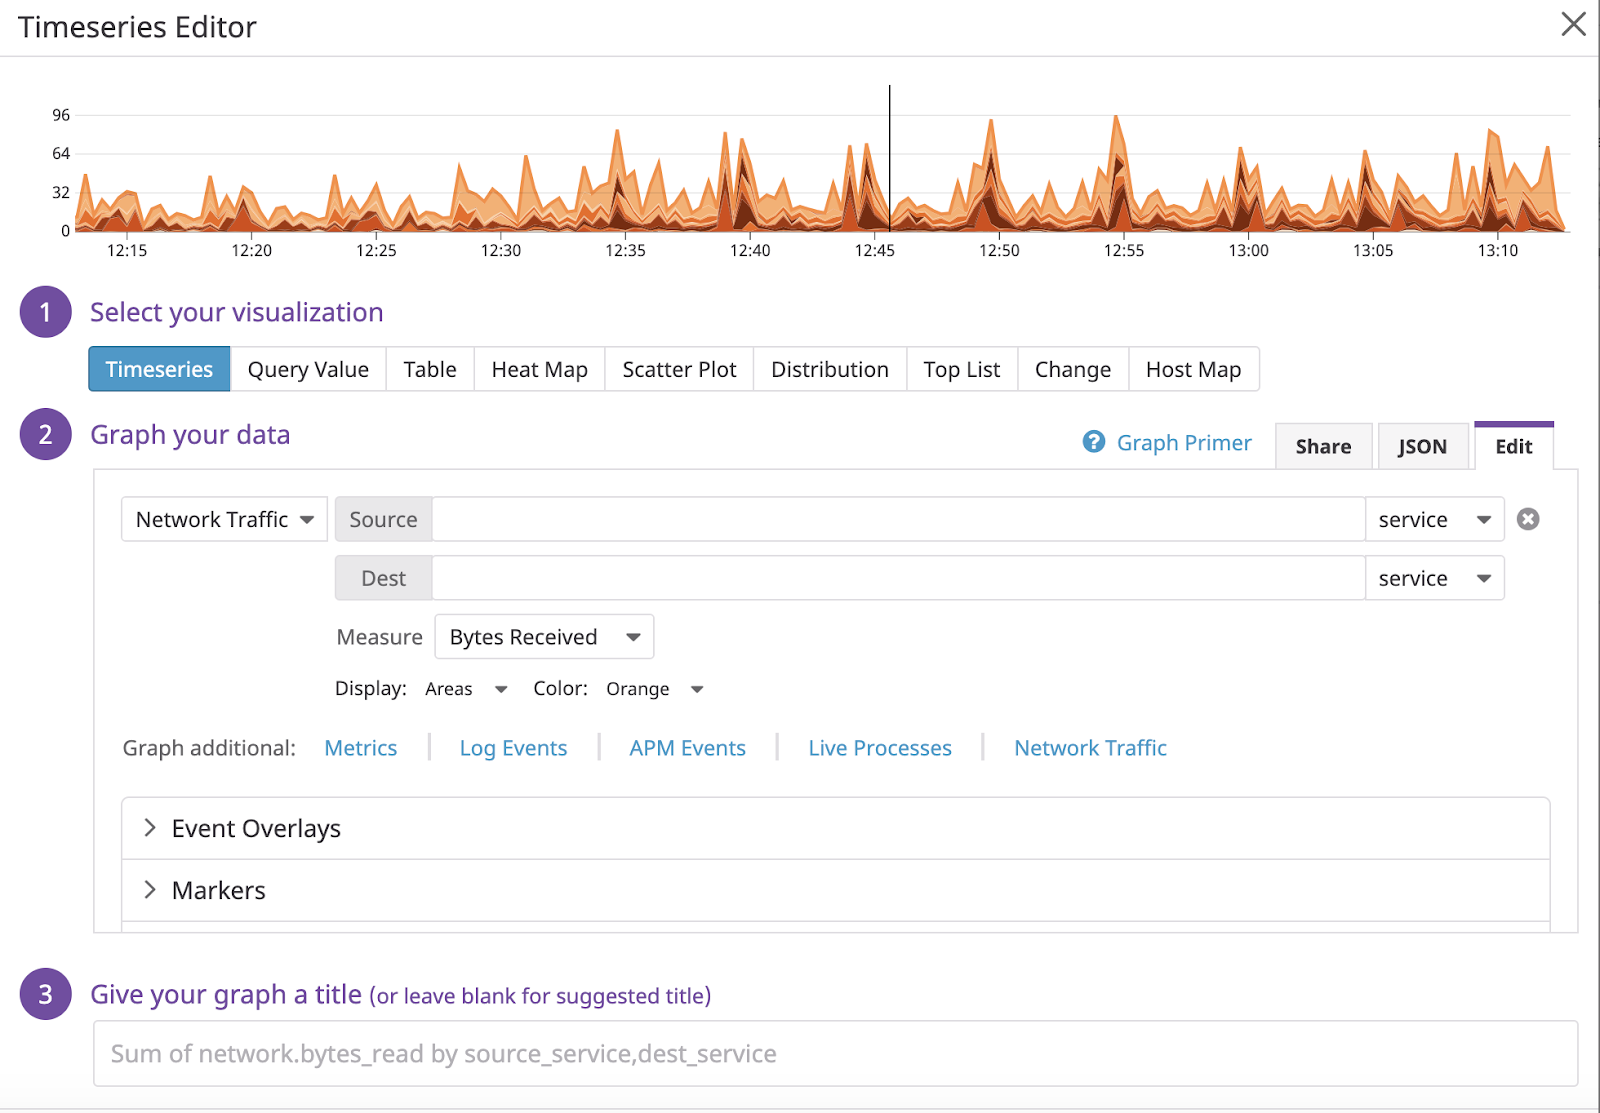 Timeseries Editor
96
64
32
0
12:15 12:20 12:25 12:30 12:35 12:40 12:45 12:50 12:55 13:00 13:05 13:10
1 Select your visualization
Timeseries Query Value Table Heat Map Scatter Plot Distribution Top List Change Host Map
2 Graph your data ? Graph Primer Share JSON Edit
Network Traffic Source service
Dest service
Measure Bytes Received
Display: Areas Color: Orange
Graph additional: Metrics Log Events APM Events Live Processes Network Traffic
Event Overlays
Markers
3 Give your graph a title (or leave blank for suggested title)
Sum of network.bytes_read by source_service,dest_service